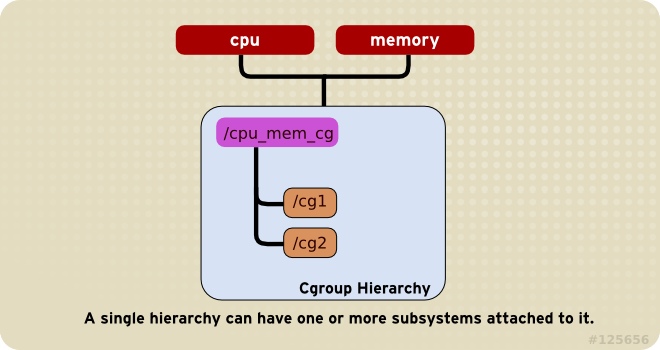 cpu
memory
/cpu_mem_cg
/cg1
/cg2
Cgroup Hierarchy
A single hierarchy can have one or more subsystems attached to it.
#125656